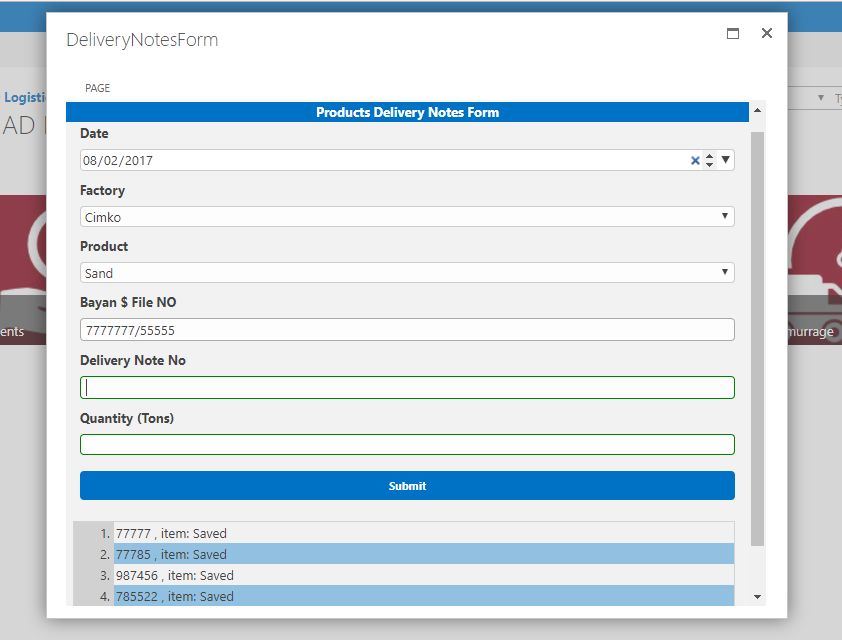 DeliveryNotesForm
PAGE
Logisti
AD
Products Delivery Notes Form
Date
08/02/2017
Factory
Cimko
Product
Sand
ents
murrage
Bayan $ File NO
7777777/55555
Delivery Note No
Quantity (Tons)
Submit
1. 77777 , item: Saved
2. 77785 , item: Saved
3. 987456 , item: Saved
4. 785522 , item: Saved